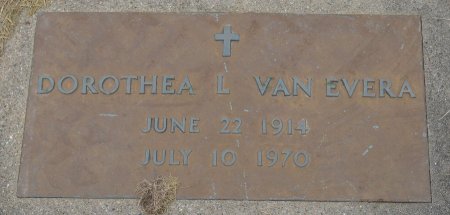 DOROTHEA L VAN EVERA
JUNE 22 1914
JULY 10 1970